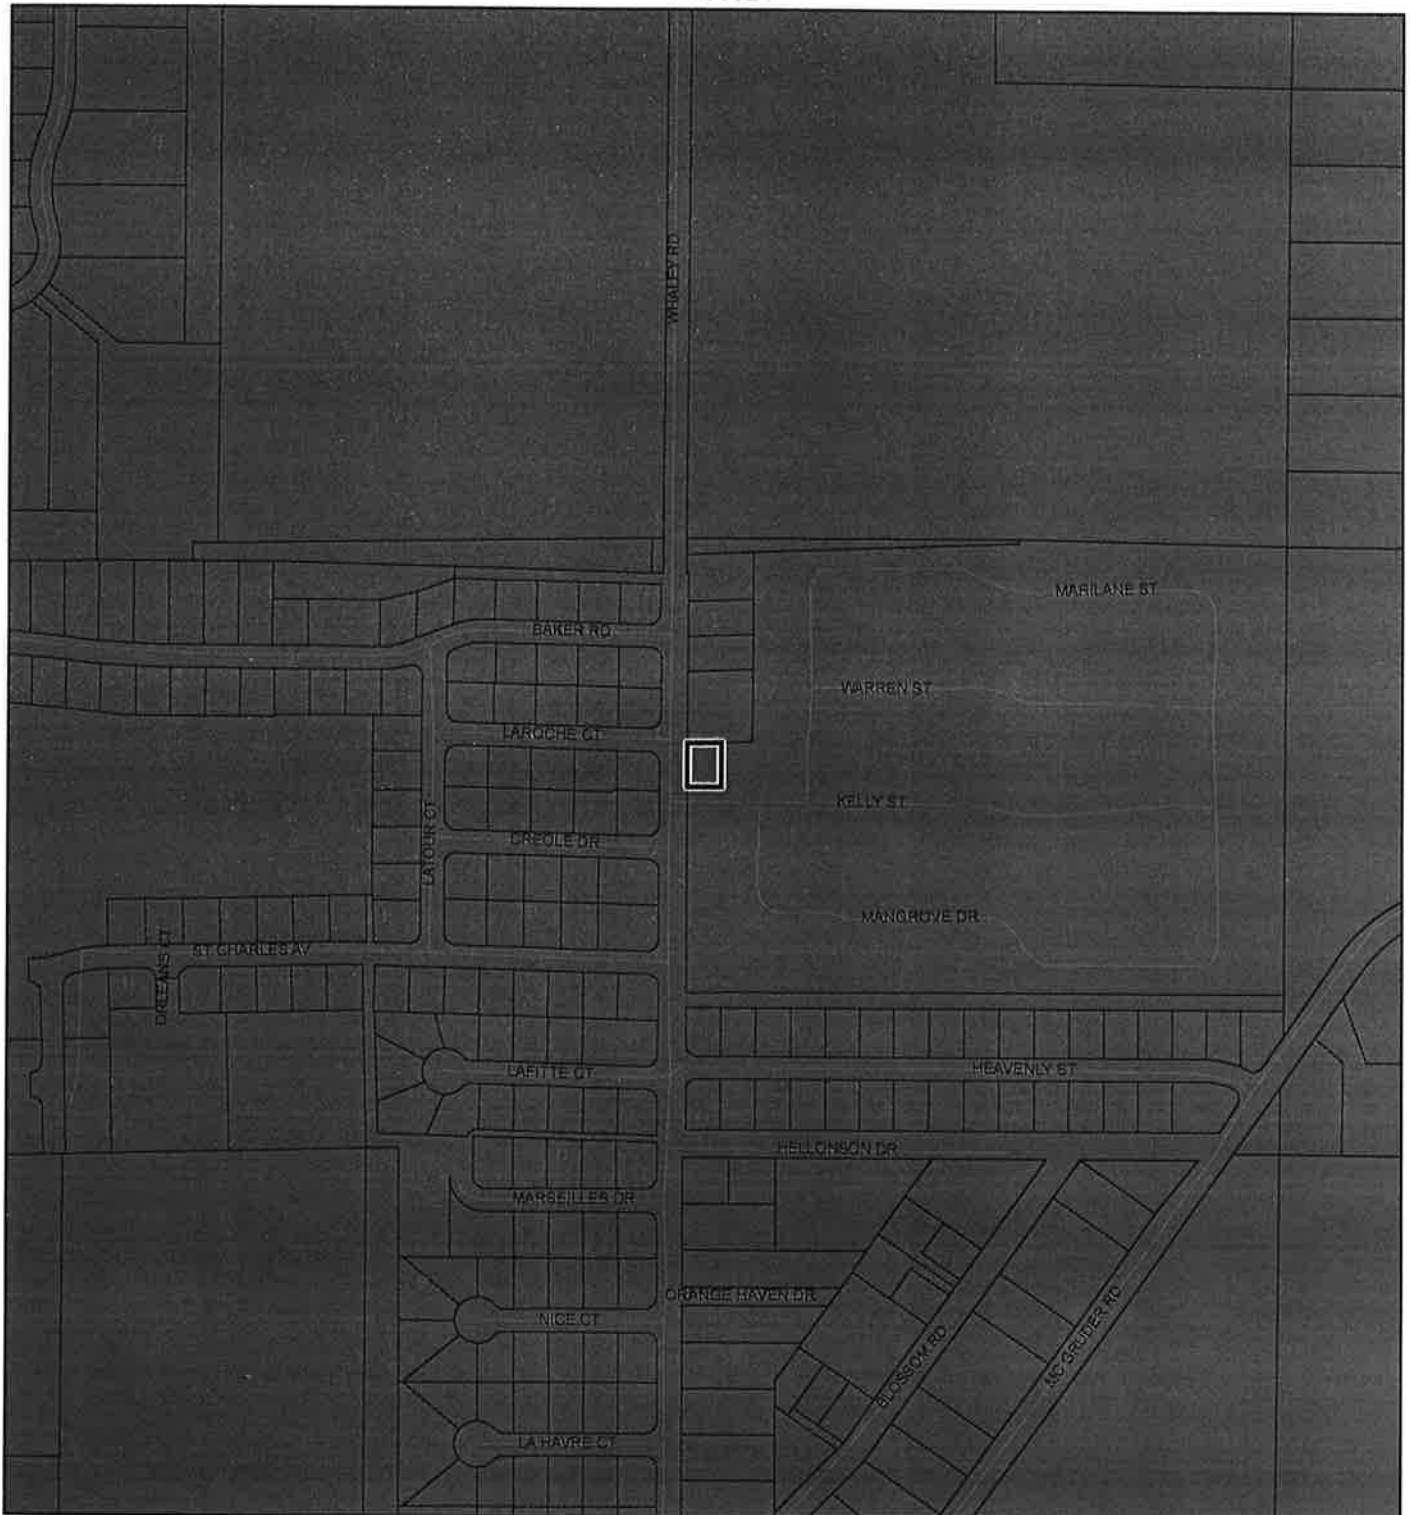 WHALEY RD
MARILANE ST
BAKER RD
WARREN ST
LAROCHE CT
KELLY ST
LATOUR CT
CREOLE DR
MANGROVE DR
ST CHARLES AV
ORLEANS CT
LAFITTE CT
HEAVENLY ST
HELLONSON DR
MARSEILLES DR
ORANGE HAVEN DR
NICE CT
BLOSSOM RD
MC GRUDER RD
LA HAVRE CT